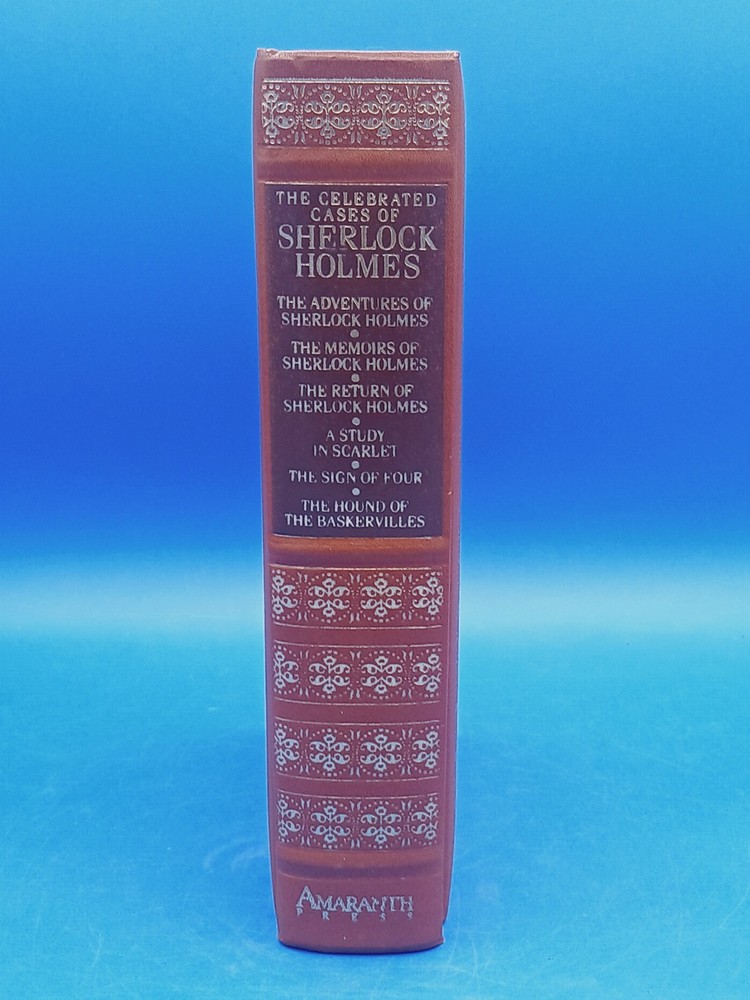 THE CELEBRATED
CASES OF
SHERLOCK
HOLMES
THE ADVENTURES OF
SHERLOCK HOLMES
THE MEMOIRS OF
SHERLOCK HOLMES
THE RETURN OF
SHERLOCK HOLMES
A STUDY
IN SCARLET
THE SIGN OF FOUR
THE HOUND OF
THE BASKERVILLES
AMARANTH
PRESS